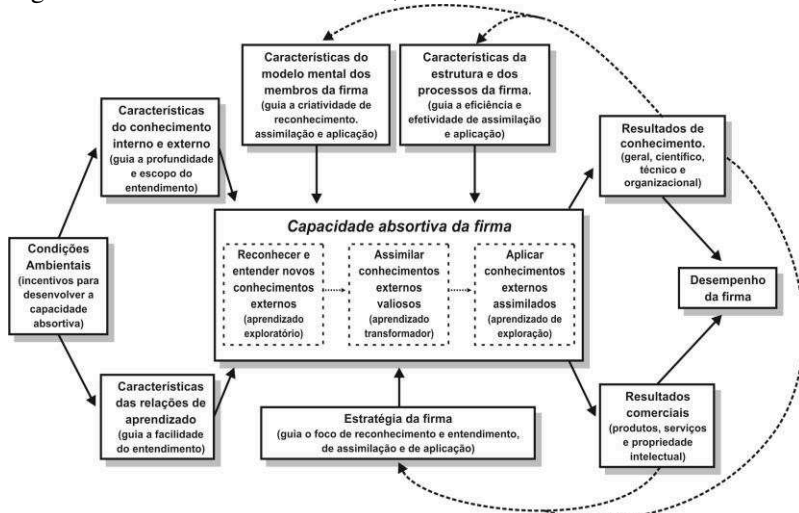 Características do
modelo mental dos
membros da firma
(guia a criatividade de
reconhecimento.
assimilação e aplicação)
Características da
estrutura e dos
processos da firma.
(guia a eficiência e
efetividade de assimilação
e aplicação)
Características
do conhecimento
interno e externo
(guia a profundidade
e escopo do
entendimento)
Resultados de
conhecimento.
(geral, científico,
técnico e
organizacional)
Condições
Ambientais
(incentivos para
desenvolver a
capacidade
absortiva)
Capacidade absortiva da firma
Reconhecer e
entender novos
conhecimentos
externos
(aprendizado
exploratório)
Assimilar
conhecimentos
externos
valiosos
(aprendizado
transformador)
Aplicar
conhecimentos
externos
assimilados
(aprendizado de
exploração)
Desempenho
da firma
Características
das relações de
aprendizado
(guia a facilidade
do entendimento)
Estratégia da firma
(guia o foco de reconhecimento e entendimento,
de assimilação e de aplicação)
Resultados
comerciais
(produtos, serviços
e propriedade
intelectual)